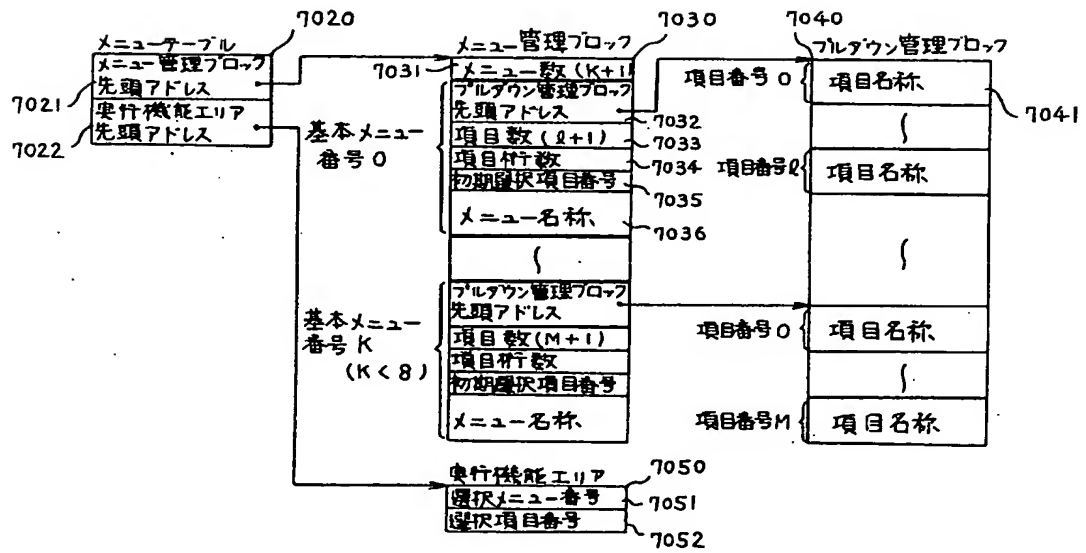 7020
メニューテーブル
メニュー管理ブロック
先頭アドレス
7021
実行機能エリア
先頭アドレス
7022
7030
メニュー管理ブロック
7031
メニュー数(K+1)
基本メニュー
番号0
プルダウン管理ブロック
先頭アドレス
7032
項目数(l+1)
7033
項目桁数
7034
初期選択項目番号
7035
メニュー名称
7036
基本メニュー
番号K
(K<8)
プルダウン管理ブロック
先頭アドレス
項目数(M+1)
項目桁数
初期選択項目番号
メニュー名称
7040
プルダウン管理ブロック
項目番号0
項目名称
7041
項目番号l
項目名称
項目番号0
項目名称
項目番号M
項目名称
7050
実行機能エリア
選択メニュー番号
7051
選択項目番号
7052